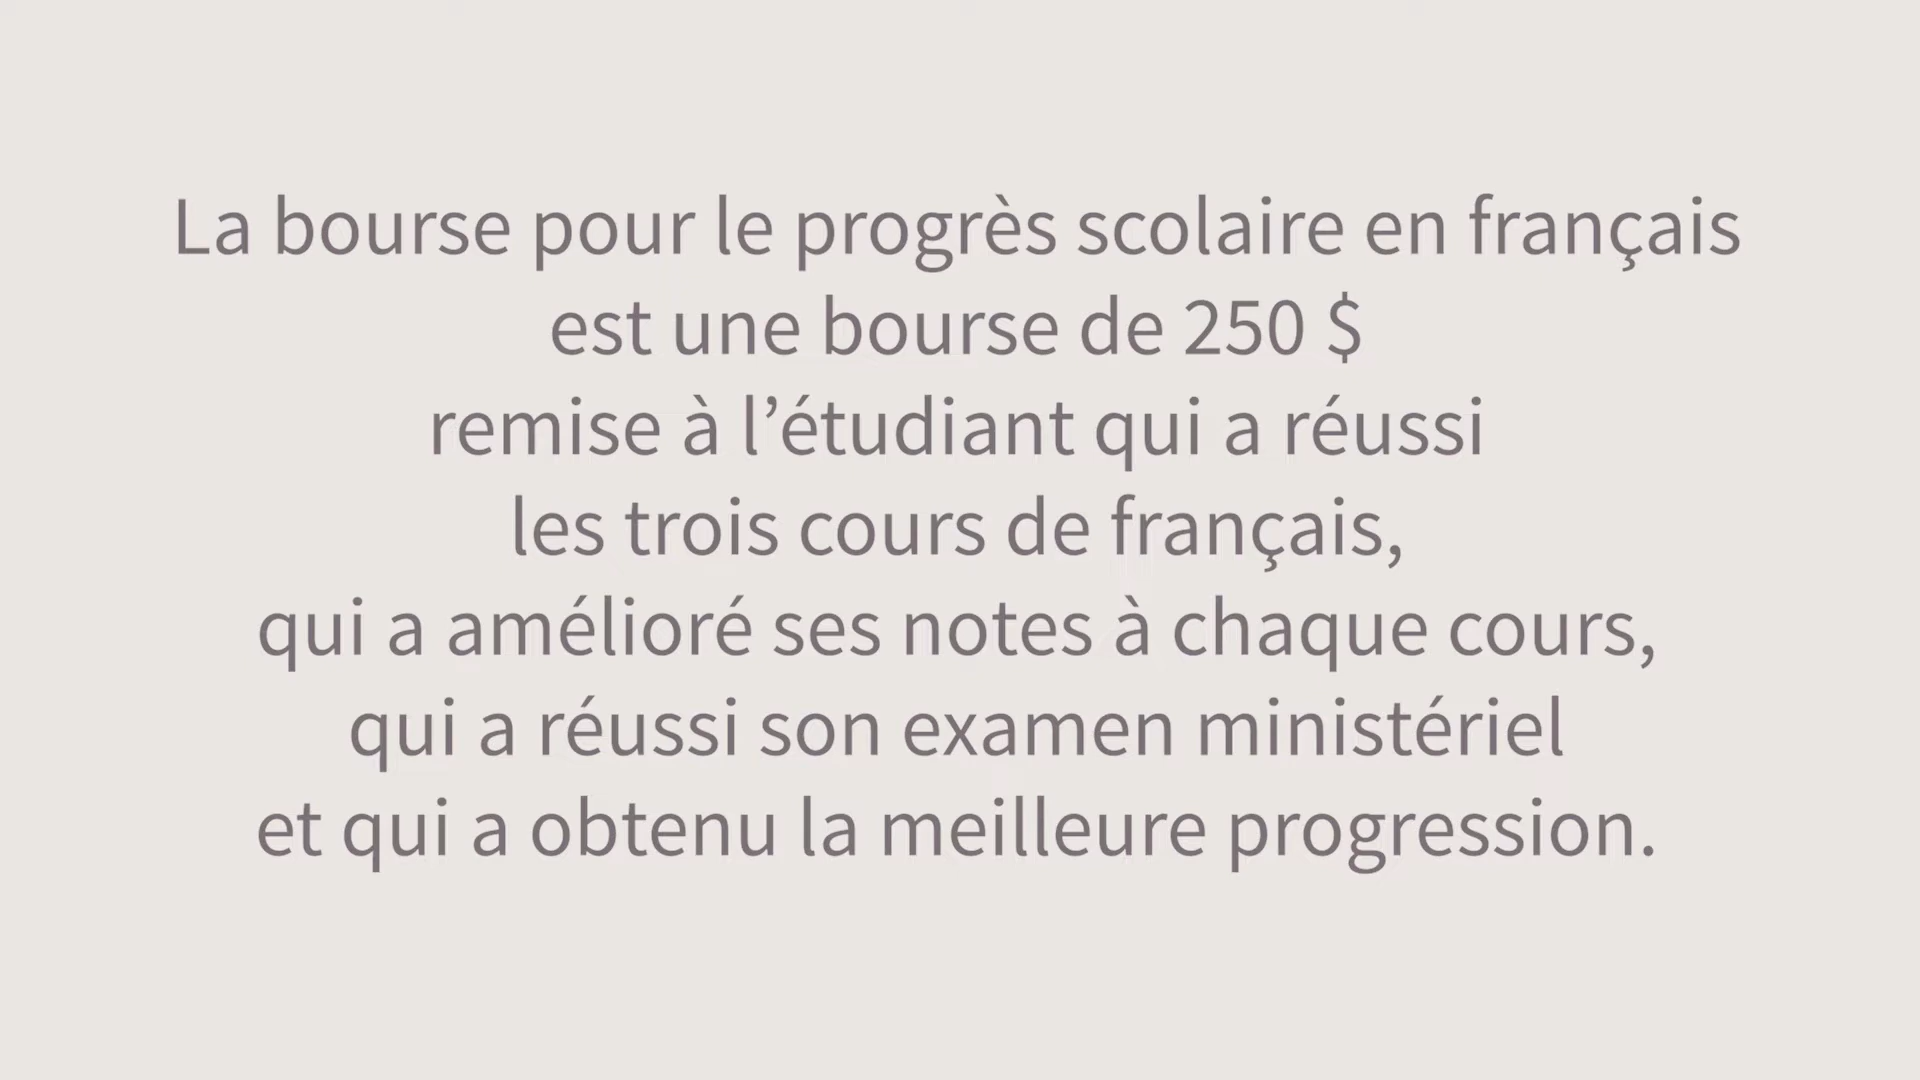 La bourse pour le progrès scolaire en français
est une bourse de 250 $
remise à l’étudiant qui a réussi
les trois cours de français,
qui a amélioré ses notes à chaque cours,
qui a réussi son examen ministériel
et qui a obtenu la meilleure progression.